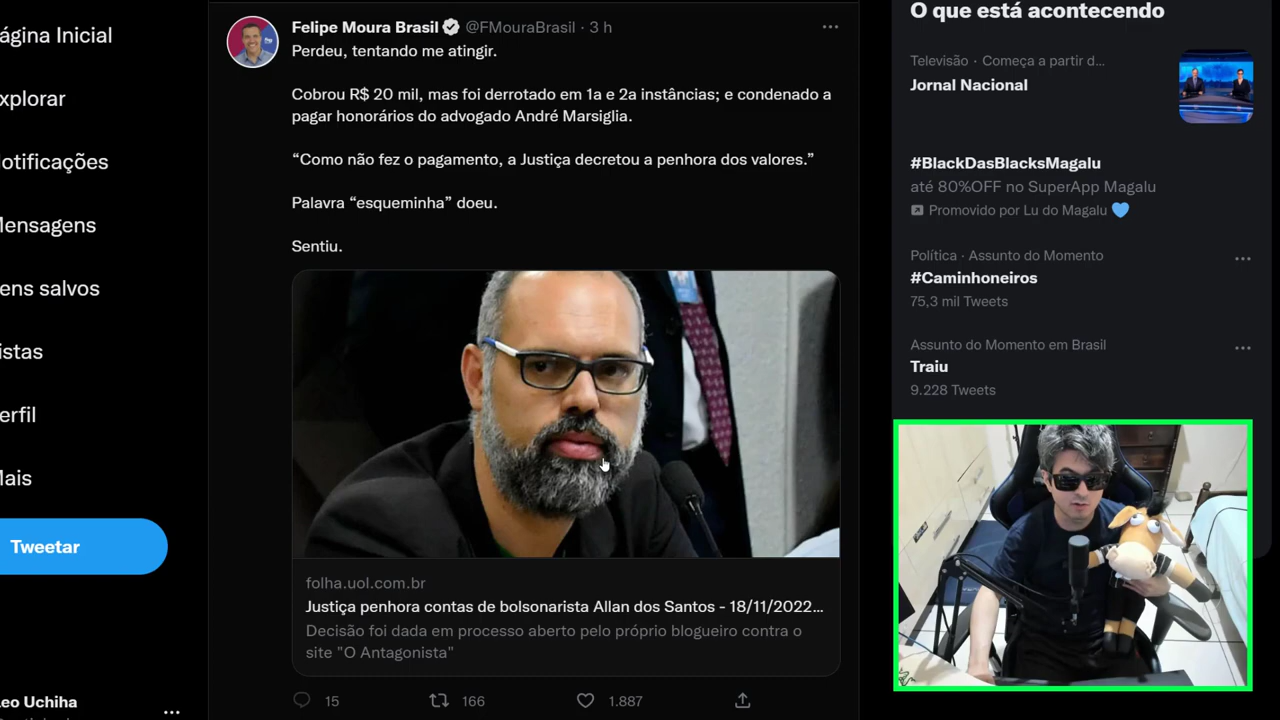 ágina Inicial
xplorar
otificações
Mensagens
ens salvos
istas
erfil
Mais
Tweetar
eo Uchiha
Felipe Moura Brasil @FMouraBrasil · 3 h
Perdeu, tentando me atingir.
Cobrou R$ 20 mil, mas foi derrotado em 1a e 2a instâncias; e condenado a
pagar honorários do advogado André Marsiglia.
“Como não fez o pagamento, a Justiça decretou a penhora dos valores.”
Palavra “esqueminha” doeu.
Sentiu.
folha.uol.com.br
Justiça penhora contas de bolsonarista Allan dos Santos - 18/11/2022...
Decisão foi dada em processo aberto pelo próprio blogueiro contra o
site "O Antagonista"
15 166 1.887
O que está acontecendo
Televisão · Começa a partir d...
Jornal Nacional
#BlackDasBlacksMagalu
até 80%OFF no SuperApp Magalu
Promovido por Lu do Magalu
Política · Assunto do Momento
#Caminhoneiros
75,3 mil Tweets
Assunto do Momento em Brasil
Traiu
9.228 Tweets